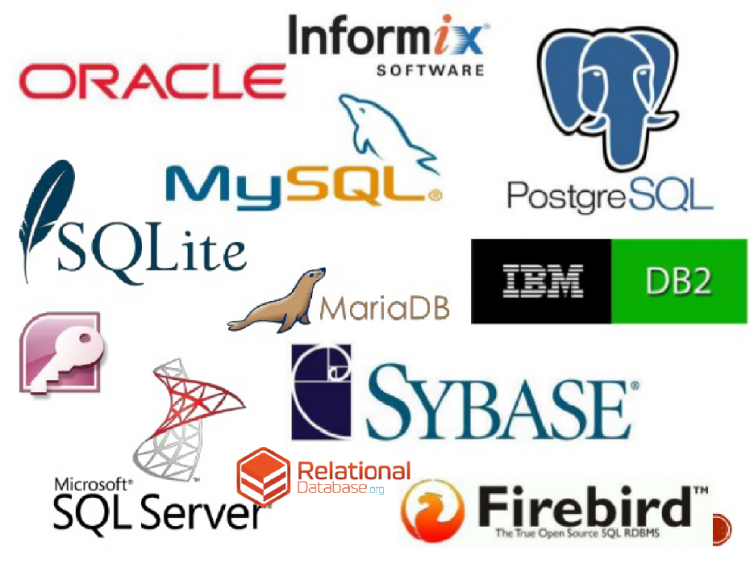 Informix®
SOFTWARE
ORACLE
MySQL®
PostgreSQL
SQLite
IBM DB2
MariaDB
SYBASE®
Microsoft®
SQL Server®
Relational
Database.org
Firebird™
The True Open Source SQL RDBMS